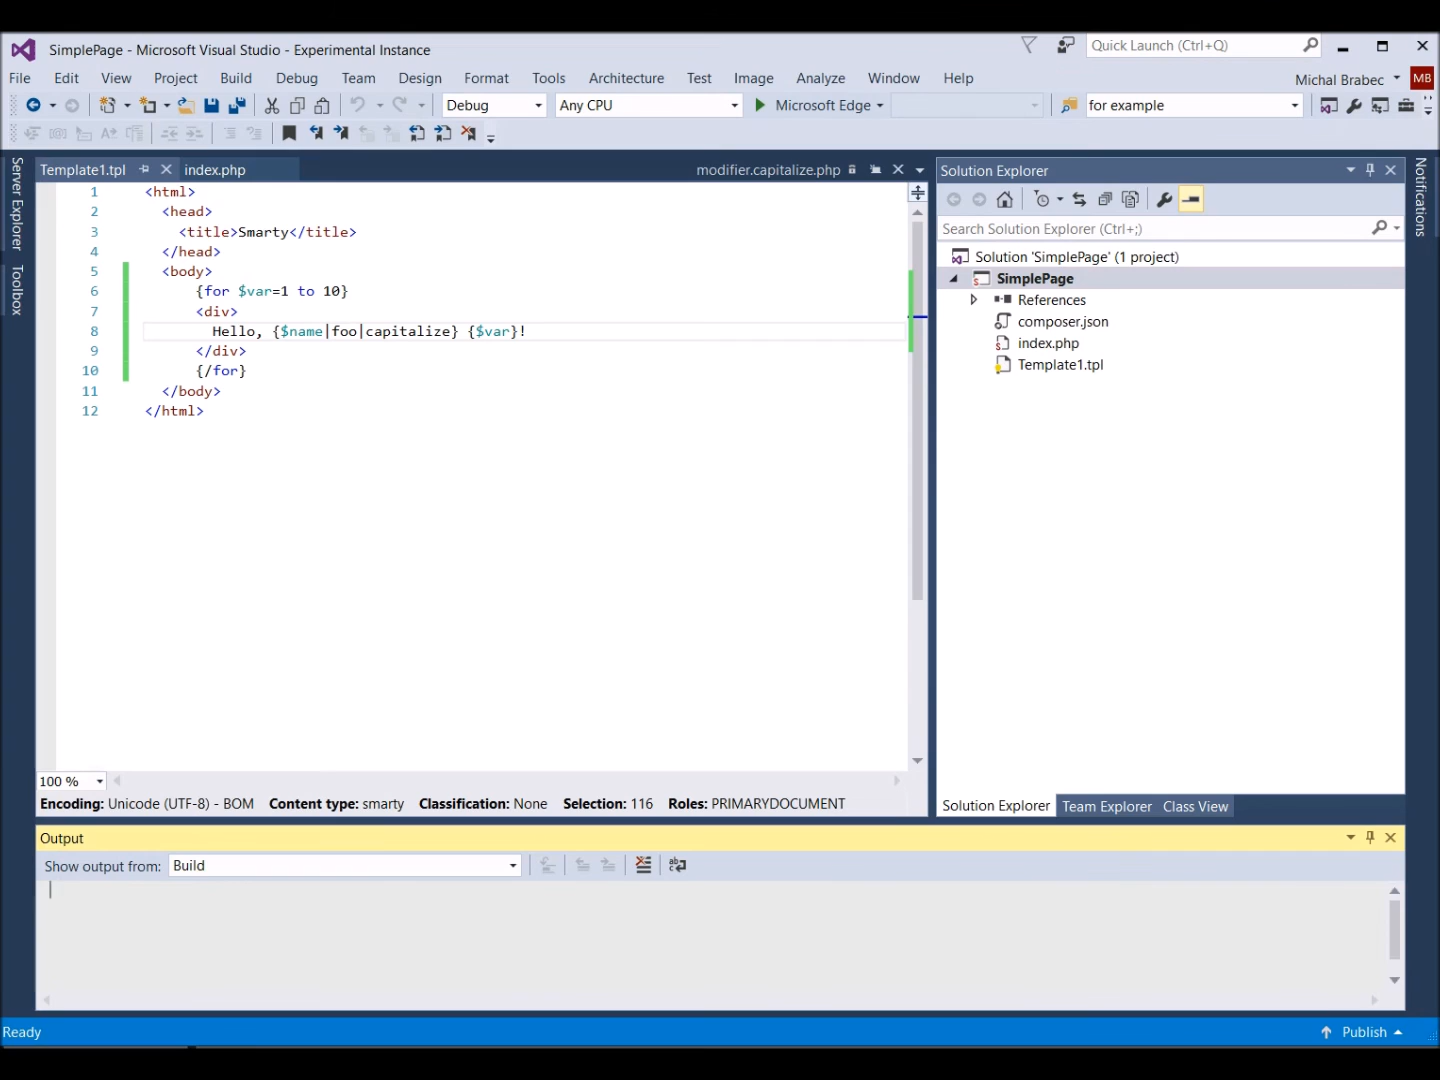 SimplePage - Microsoft Visual Studio - Experimental Instance
Quick Launch (Ctrl+Q)
File Edit View Project Build Debug Team Design Format Tools Architecture Test Image Analyze Window Help
Michal Brabec MB
Debug Any CPU Microsoft Edge for example
Server Explorer
Toolbox
Template1.tpl index.php modifier.capitalize.php
1 <html>
2 <head>
3 <title>Smarty</title>
4 </head>
5 <body>
6 {for $var=1 to 10}
7 <div>
8 Hello, {$name|foo|capitalize} {$var}!
9 </div>
10 {/for}
11 </body>
12 </html>
100 %
Encoding: Unicode (UTF-8) - BOM Content type: smarty Classification: None Selection: 116 Roles: PRIMARYDOCUMENT
Solution Explorer
Search Solution Explorer (Ctrl+;)
Solution 'SimplePage' (1 project)
SimplePage
References
composer.json
index.php
Template1.tpl
Solution Explorer Team Explorer Class View
Notifications
Output
Show output from: Build
Ready
Publish